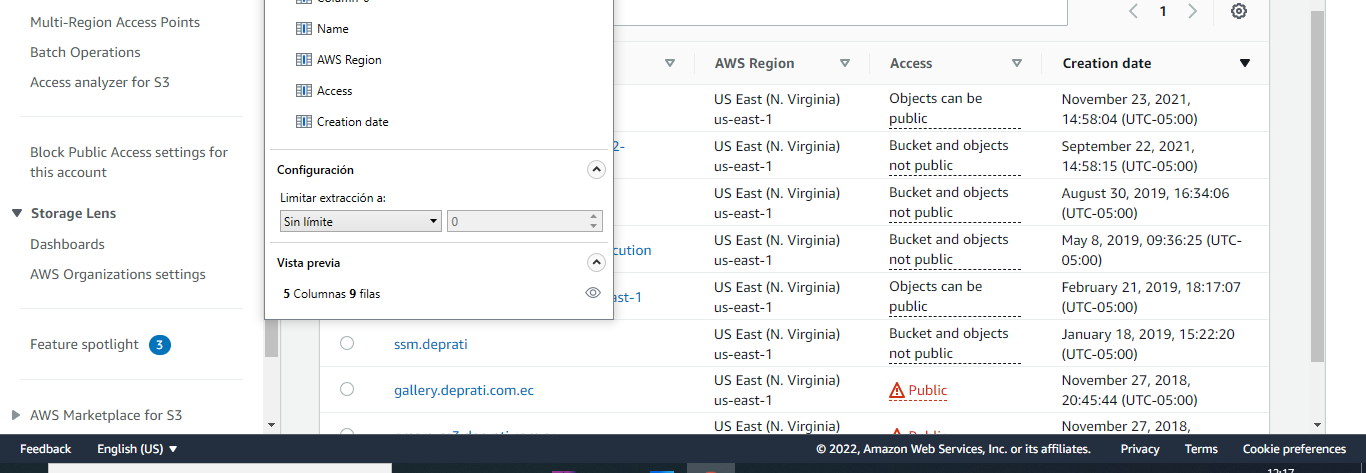 Multi-Region Access Points
Batch Operations
Access analyzer for S3
Block Public Access settings for
this account
Storage Lens
Dashboards
AWS Organizations settings
Feature spotlight 3
AWS Marketplace for S3
Name
AWS Region
Access
Creation date
Configuración
Limitar extracción a:
Sin límite 0
Vista previa
5 Columnas 9 filas
1
AWS Region Access Creation date
US East (N. Virginia) Objects can be November 23, 2021,
us-east-1 public 14:58:04 (UTC-05:00)
2- US East (N. Virginia) Bucket and objects September 22, 2021,
us-east-1 not public 14:58:15 (UTC-05:00)
US East (N. Virginia) Bucket and objects August 30, 2019, 16:34:06
us-east-1 not public (UTC-05:00)
cution US East (N. Virginia) Bucket and objects May 8, 2019, 09:36:25 (UTC-
us-east-1 not public 05:00)
ast-1 US East (N. Virginia) Objects can be February 21, 2019, 18:17:07
us-east-1 public (UTC-05:00)
ssm.deprati US East (N. Virginia) Bucket and objects January 18, 2019, 15:22:20
us-east-1 not public (UTC-05:00)
gallery.deprati.com.ec US East (N. Virginia) Public November 27, 2018,
us-east-1 20:45:44 (UTC-05:00)
US East (N. Virginia) Public November 27, 2018,
Feedback English (US) © 2022, Amazon Web Services, Inc. or its affiliates. Privacy Terms Cookie preferences
12:17